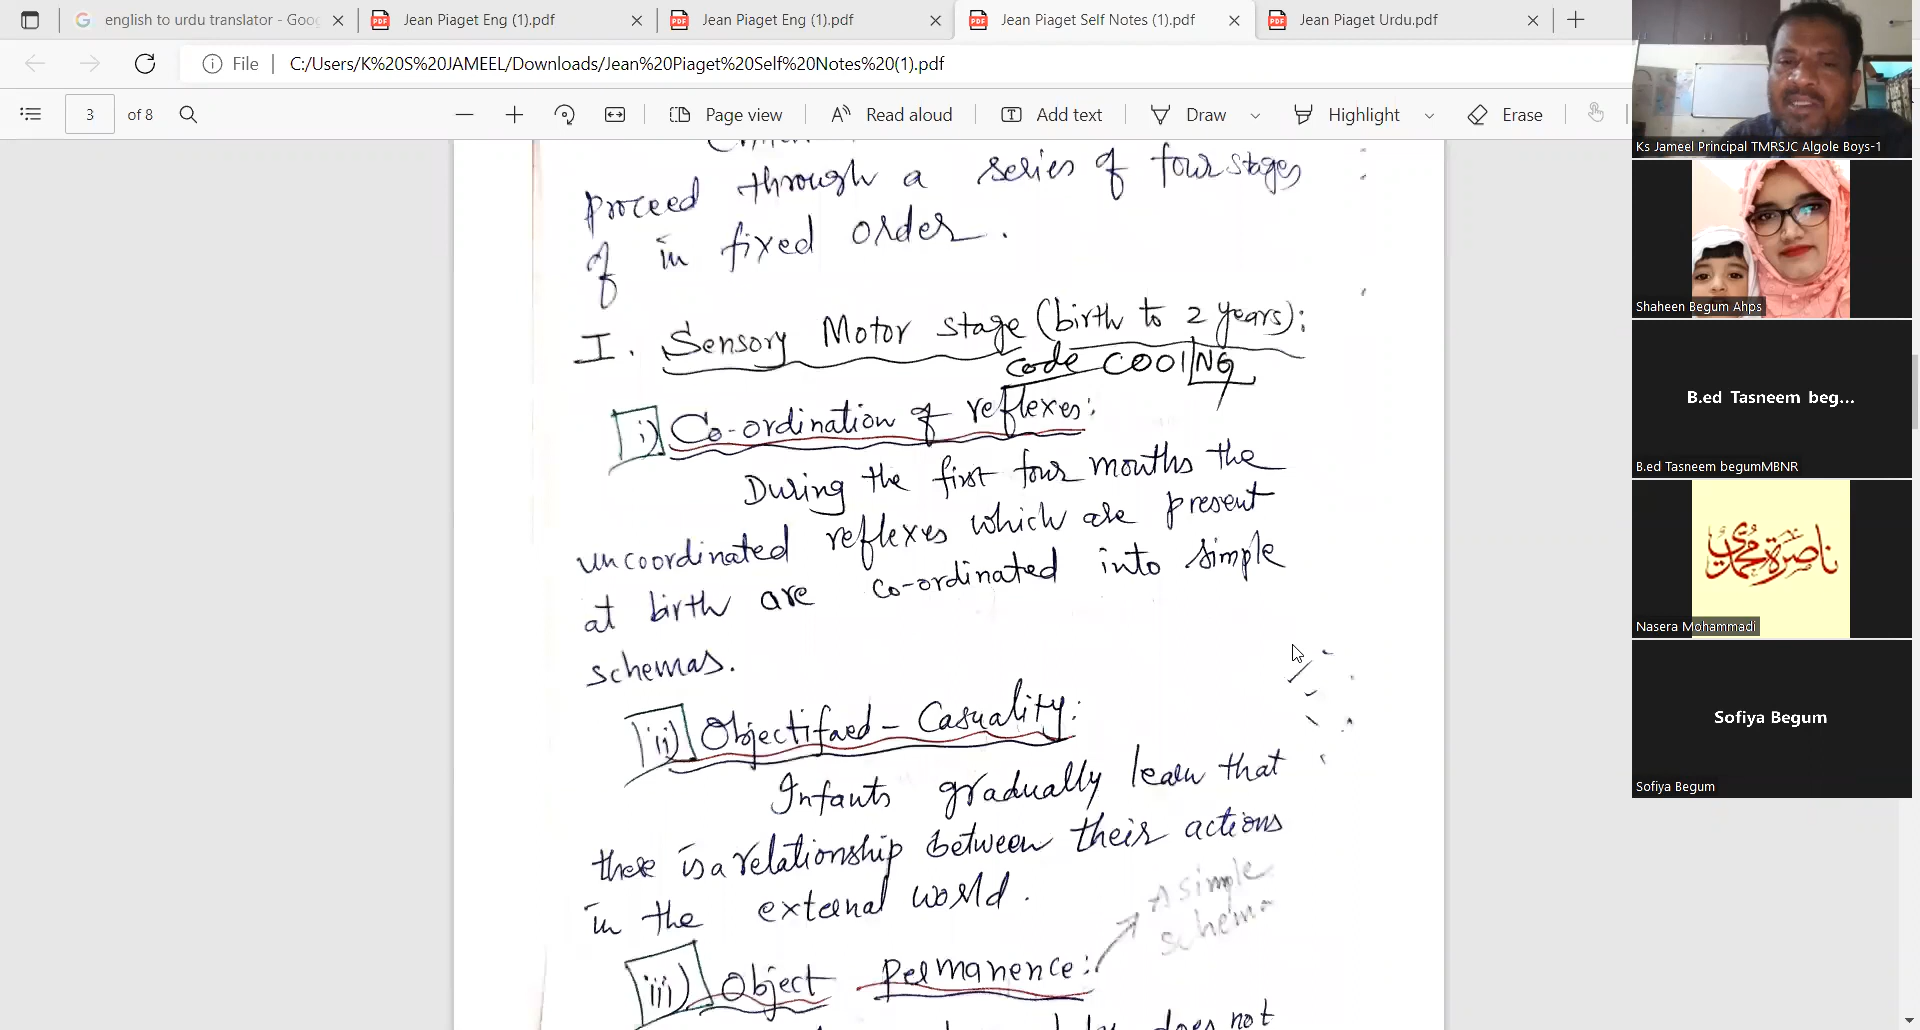 english to urdu translator - Goo
Jean Piaget Eng (1).pdf
Jean Piaget Eng (1).pdf
Jean Piaget Self Notes (1).pdf
Jean Piaget Urdu.pdf
File
C:/Users/K%20S%20JAMEEL/Downloads/Jean%20Piaget%20Self%20Notes%20(1).pdf
3 of 8
Page view
Read aloud
Add text
Draw
Highlight
Erase
proceed through a series of four stages
of in fixed order.
I. Sensory Motor stage (birth to 2 years):
code COOING
i) Co-ordination of reflexes:
During the first four months the
uncoordinated reflexes which are present
at birth are co-ordinated into simple
schemas.
ii) Objectifaed - Casuality:
Infants gradually learn that
there is a relationship between their actions
in the external world.
A simple
schema
iii) Object permanence:
does not
Ks Jameel Principal TMRSJC Algole Boys-1
Shaheen Begum Ahps
B.ed Tasneem beg...
B.ed Tasneem begumMBNR
ناصرة محمدي
Nasera Mohammadi
Sofiya Begum
Sofiya Begum